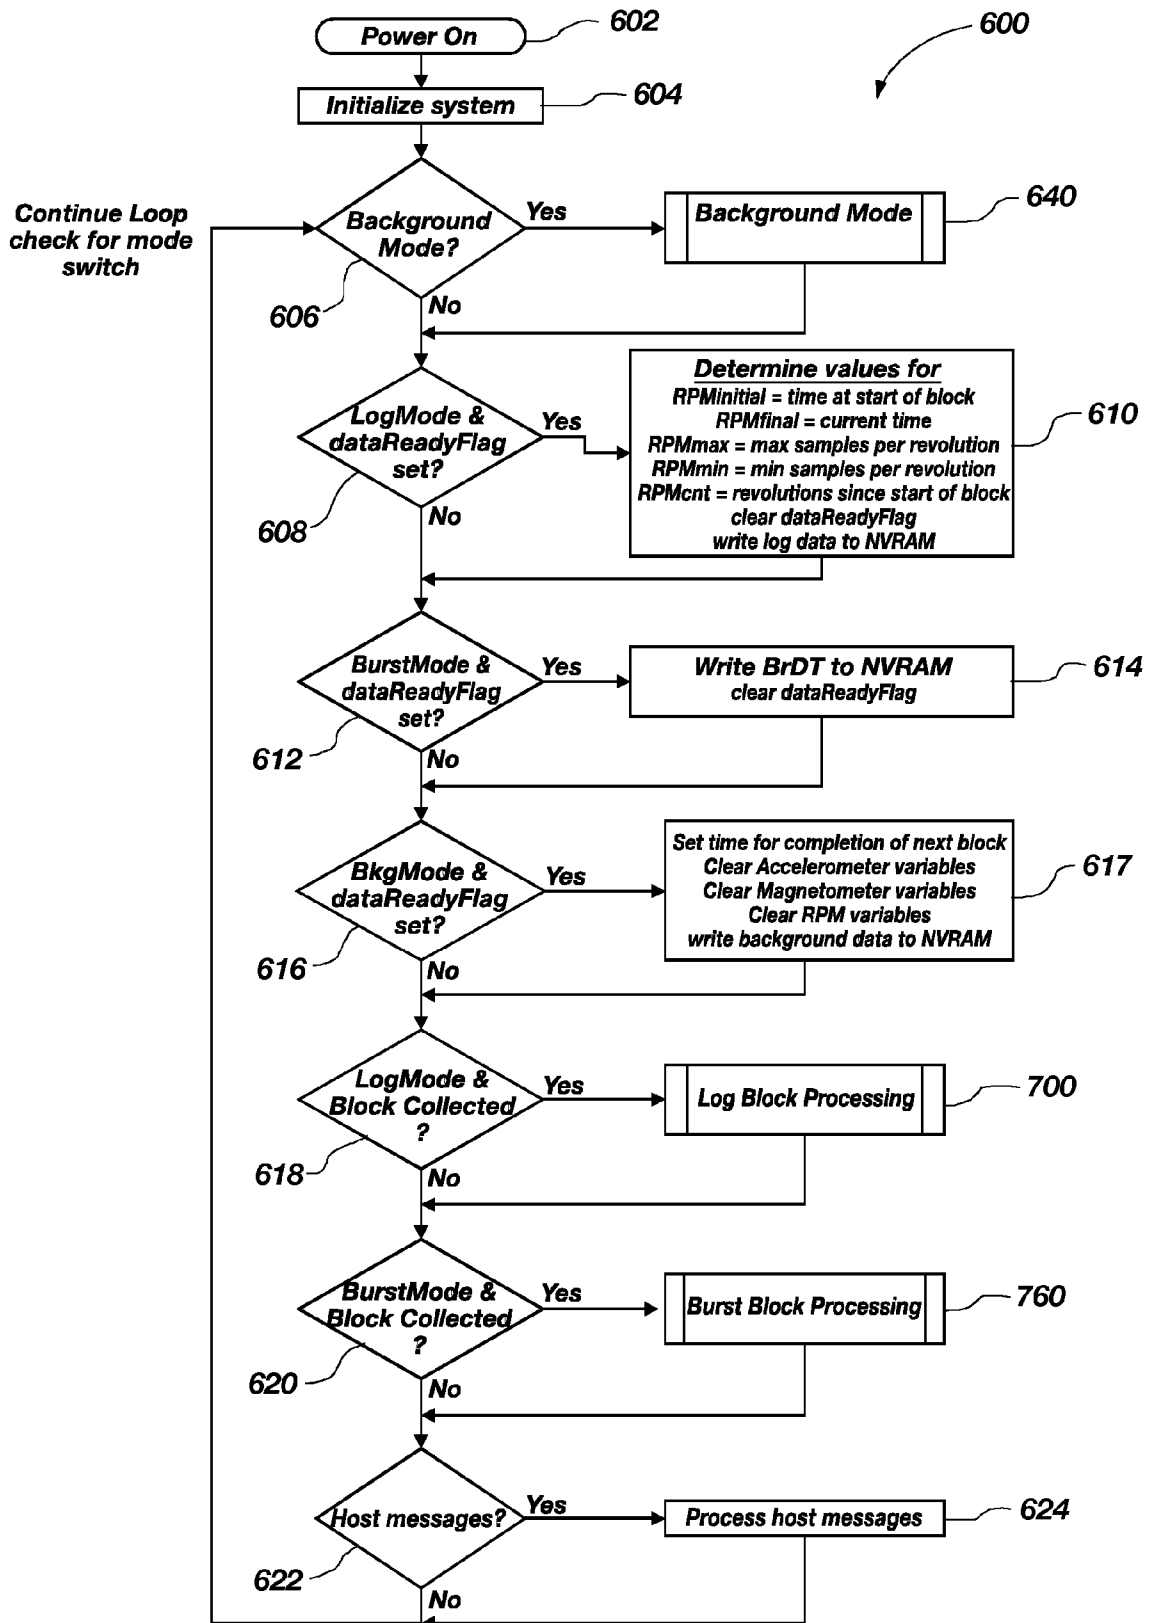 Power On
602
600
Initialize system
604
Continue Loop
check for mode
switch
Background
Mode?
Yes
Background Mode
640
606
No
LogMode &
dataReadyFlag
set?
Yes
Determine values for
RPMinitial = time at start of block
RPMfinal = current time
RPMmax = max samples per revolution
RPMmin = min samples per revolution
RPMcnt = revolutions since start of block
clear dataReadyFlag
write log data to NVRAM
610
608
No
BurstMode &
dataReadyFlag
set?
Yes
Write BrDT to NVRAM
clear dataReadyFlag
614
612
No
BkgMode &
dataReadyFlag
set?
Yes
Set time for completion of next block
Clear Accelerometer variables
Clear Magnetometer variables
Clear RPM variables
write background data to NVRAM
617
616
No
LogMode &
Block Collected
?
Yes
Log Block Processing
700
618
No
BurstMode &
Block Collected
?
Yes
Burst Block Processing
760
620
No
Host messages?
Yes
Process host messages
624
622
No